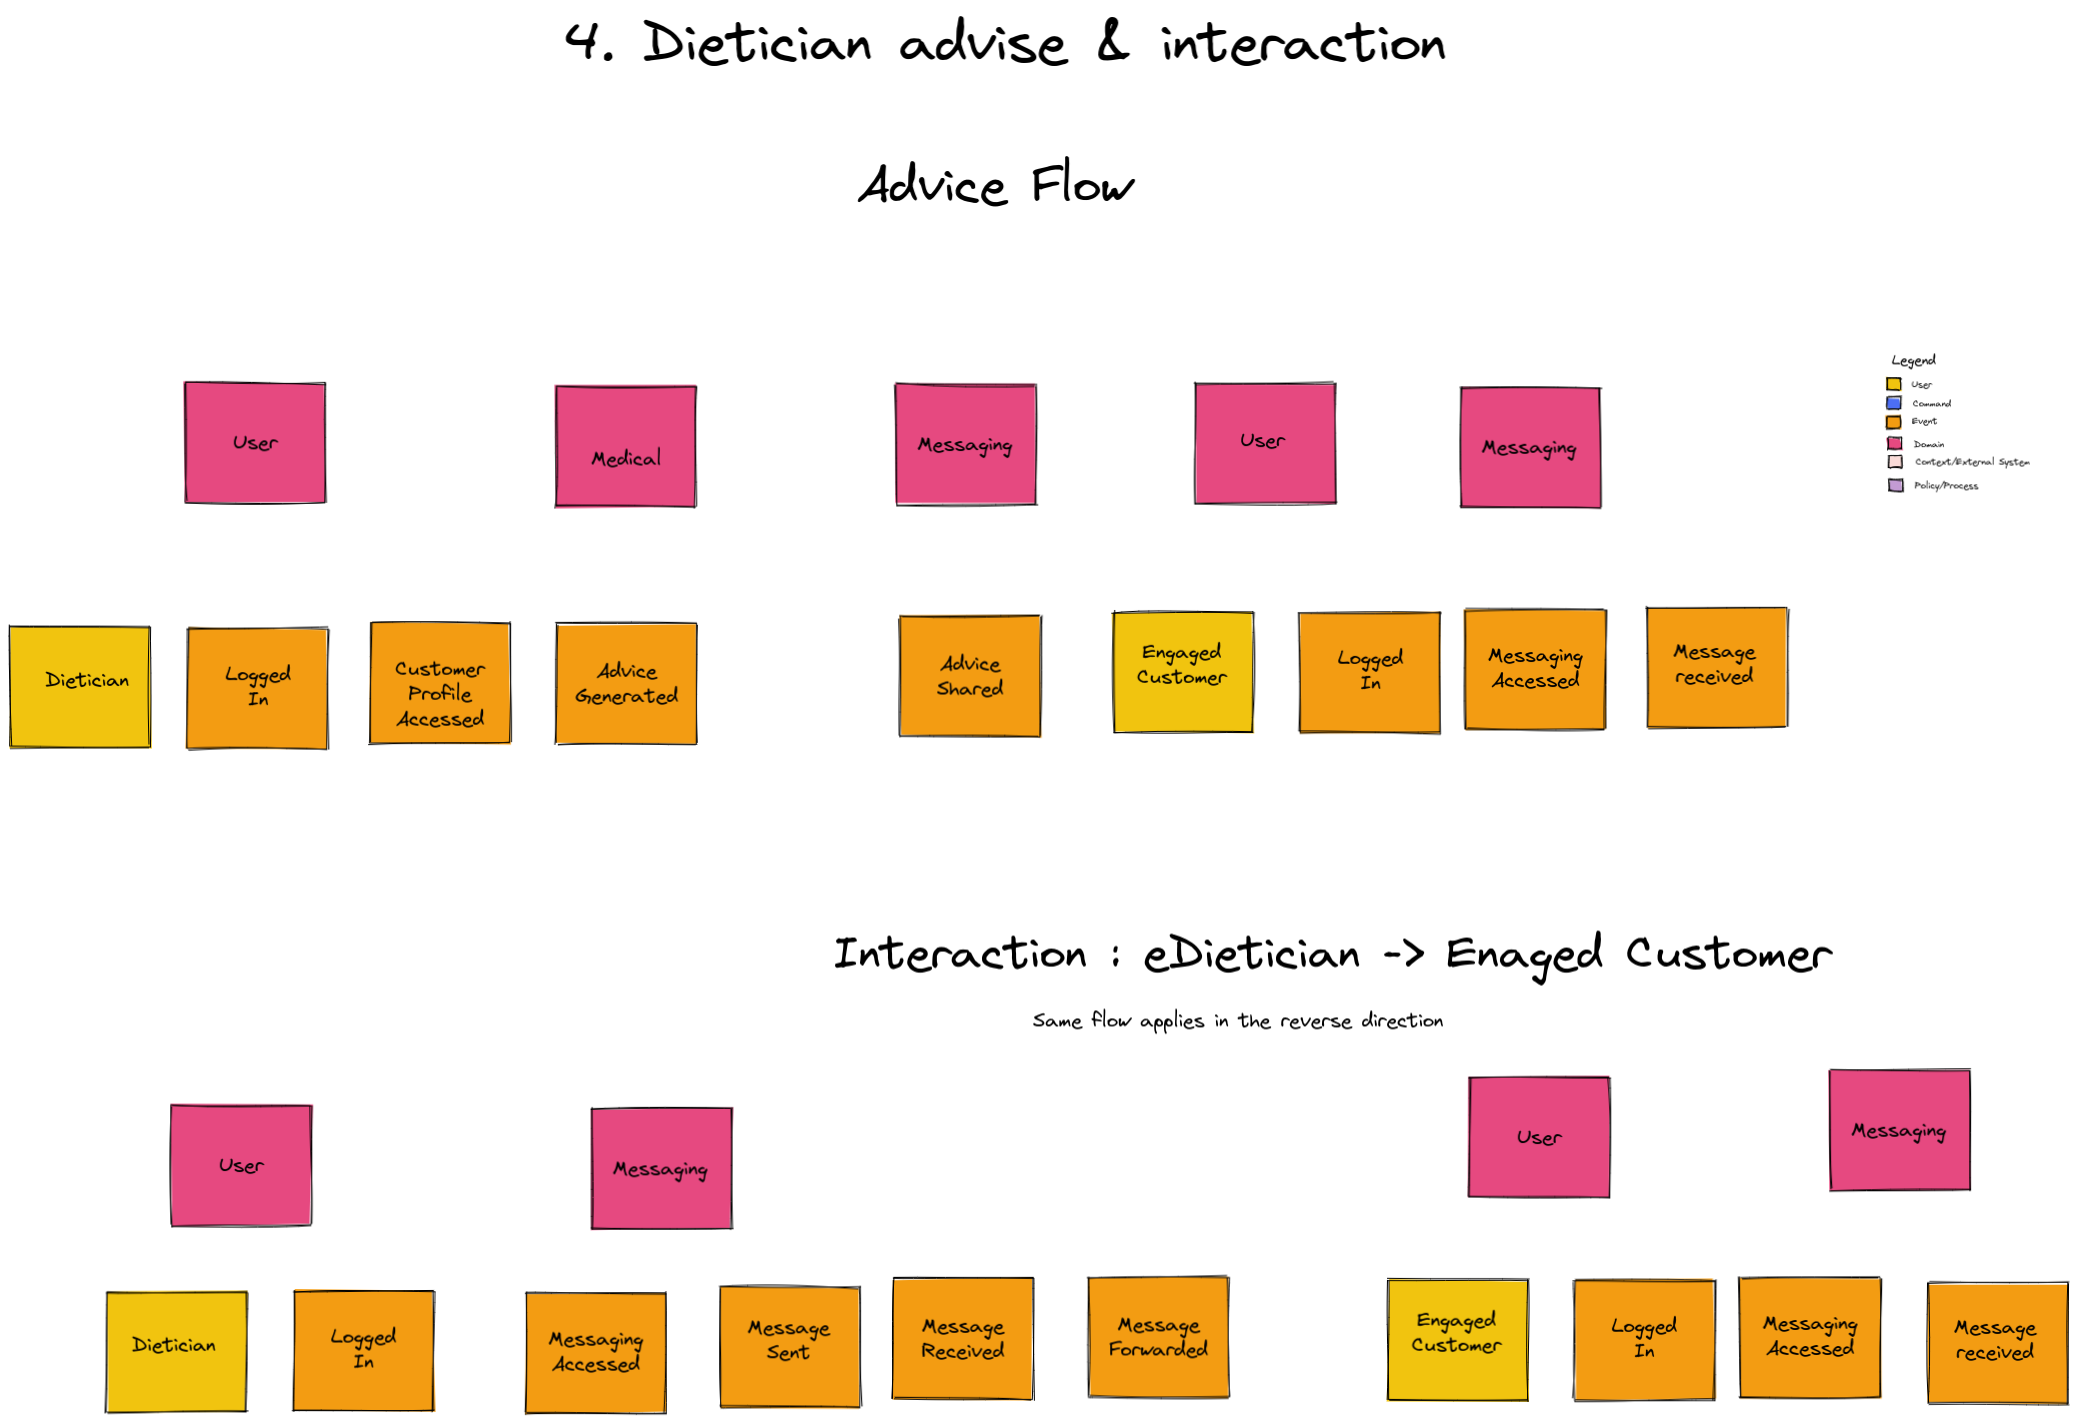 4. Dietician advise & interaction
Advice Flow
Legend
User
Command
Event
Domain
Context/External System
Policy/Process
User
Medical
Messaging
User
Messaging
Dietician
Logged
In
Customer
Profile
Accessed
Advice
Generated
Advice
Shared
Engaged
Customer
Logged
In
Messaging
Accessed
Message
received
Interaction : eDietician -> Enaged Customer
Same flow applies in the reverse direction
User
Messaging
User
Messaging
Dietician
Logged
In
Messaging
Accessed
Message
Sent
Message
Received
Message
Forwarded
Engaged
Customer
Logged
In
Messaging
Accessed
Message
received